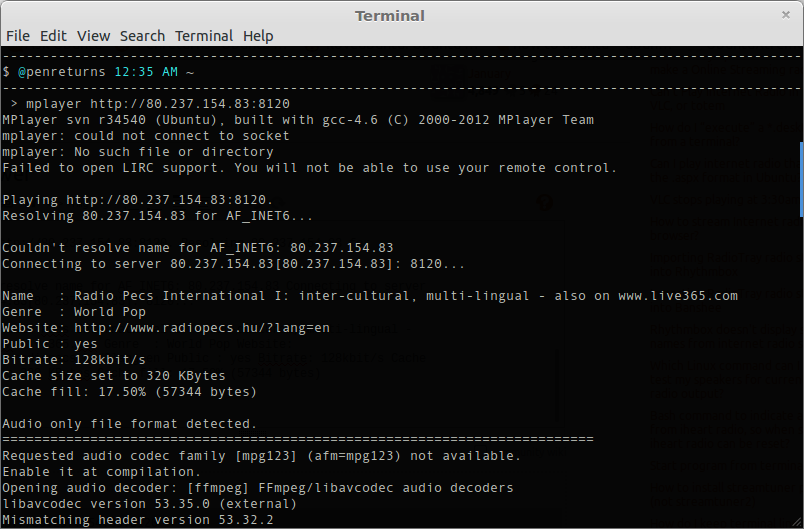 Terminal
File Edit View Search Terminal Help
--------------------------------------------------------------------------------------------------
$ @penreturns 12:35 AM ~
--------------------------------------------------------------------------------------------------
 > mplayer http://80.237.154.83:8120
MPlayer svn r34540 (Ubuntu), built with gcc-4.6 (C) 2000-2012 MPlayer Team
mplayer: could not connect to socket
mplayer: No such file or directory
Failed to open LIRC support. You will not be able to use your remote control.

Playing http://80.237.154.83:8120.
Resolving 80.237.154.83 for AF_INET6...

Couldn't resolve name for AF_INET6: 80.237.154.83
Connecting to server 80.237.154.83[80.237.154.83]: 8120...

Name   : Radio Pecs International I: inter-cultural, multi-lingual - also on www.live365.com
Genre  : World Pop
Website: http://www.radiopecs.hu/?lang=en
Public : yes
Bitrate: 128kbit/s
Cache size set to 320 KBytes
Cache fill: 17.50% (57344 bytes)

Audio only file format detected.
==========================================================================
Requested audio codec family [mpg123] (afm=mpg123) not available.
Enable it at compilation.
Opening audio decoder: [ffmpeg] FFmpeg/libavcodec audio decoders
libavcodec version 53.35.0 (external)
Mismatching header version 53.32.2